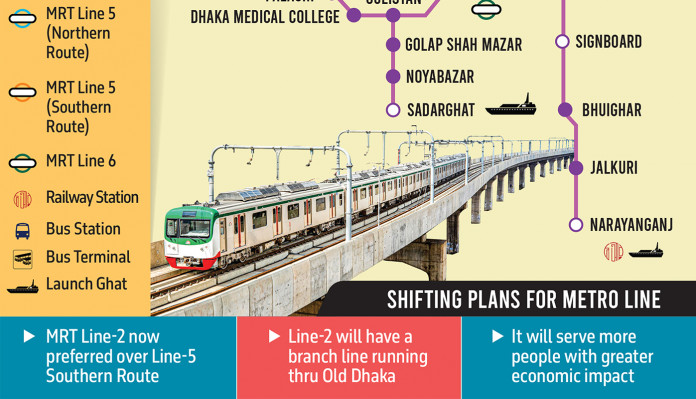 MRT Line 5
(Northern
Route)
MRT Line 5
(Southern
Route)
MRT Line 6
Railway Station
Bus Station
Bus Terminal
Launch Ghat
GULISTAN
DHAKA MEDICAL COLLEGE
GOLAP SHAH MAZAR
NOYABAZAR
SADARGHAT
SIGNBOARD
BHUIGHAR
JALKURI
NARAYANGANJ
SHIFTING PLANS FOR METRO LINE
MRT Line-2 now
preferred over Line-5
Southern Route
Line-2 will have a
branch line running
thru Old Dhaka
It will serve more
people with greater
economic impact